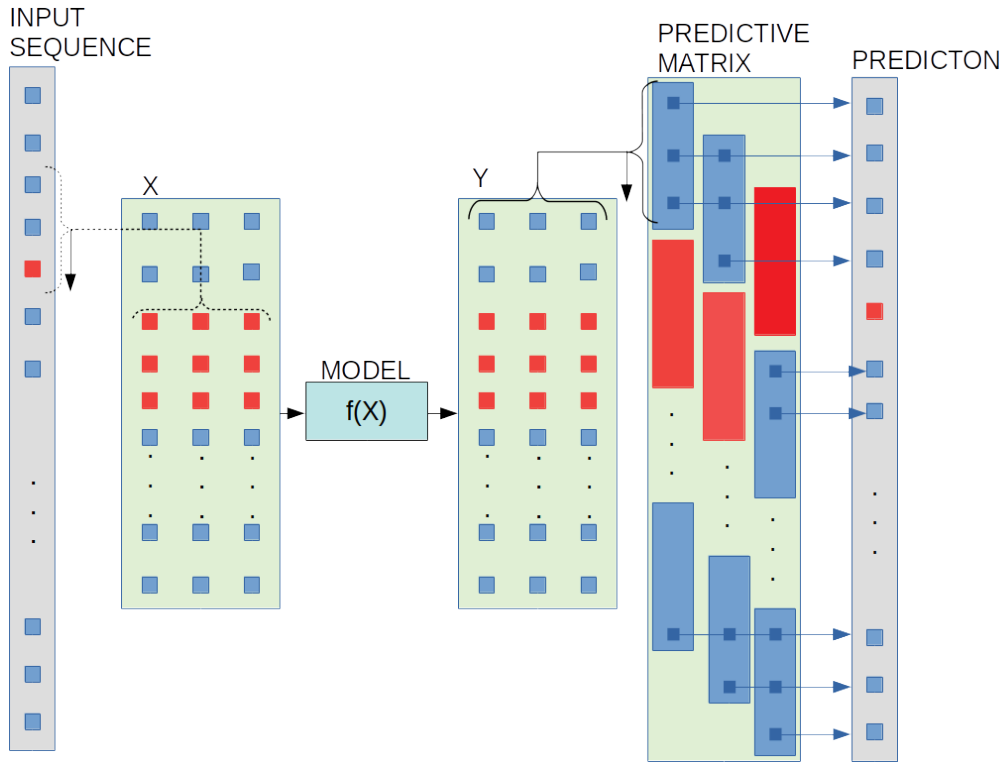 INPUT
SEQUENCE
X
MODEL
f(X)
Y
PREDICTIVE
MATRIX
PREDICTON